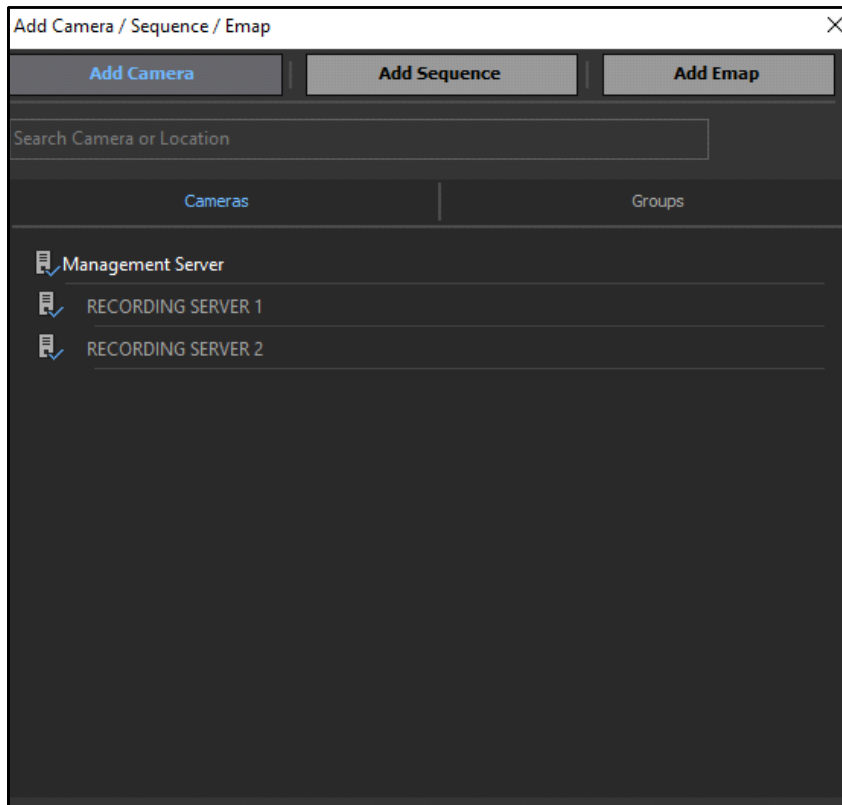 Add Camera / Sequence / Emap
Add Camera Add Sequence Add Emap
Search Camera or Location
Cameras Groups
Management Server
RECORDING SERVER 1
RECORDING SERVER 2